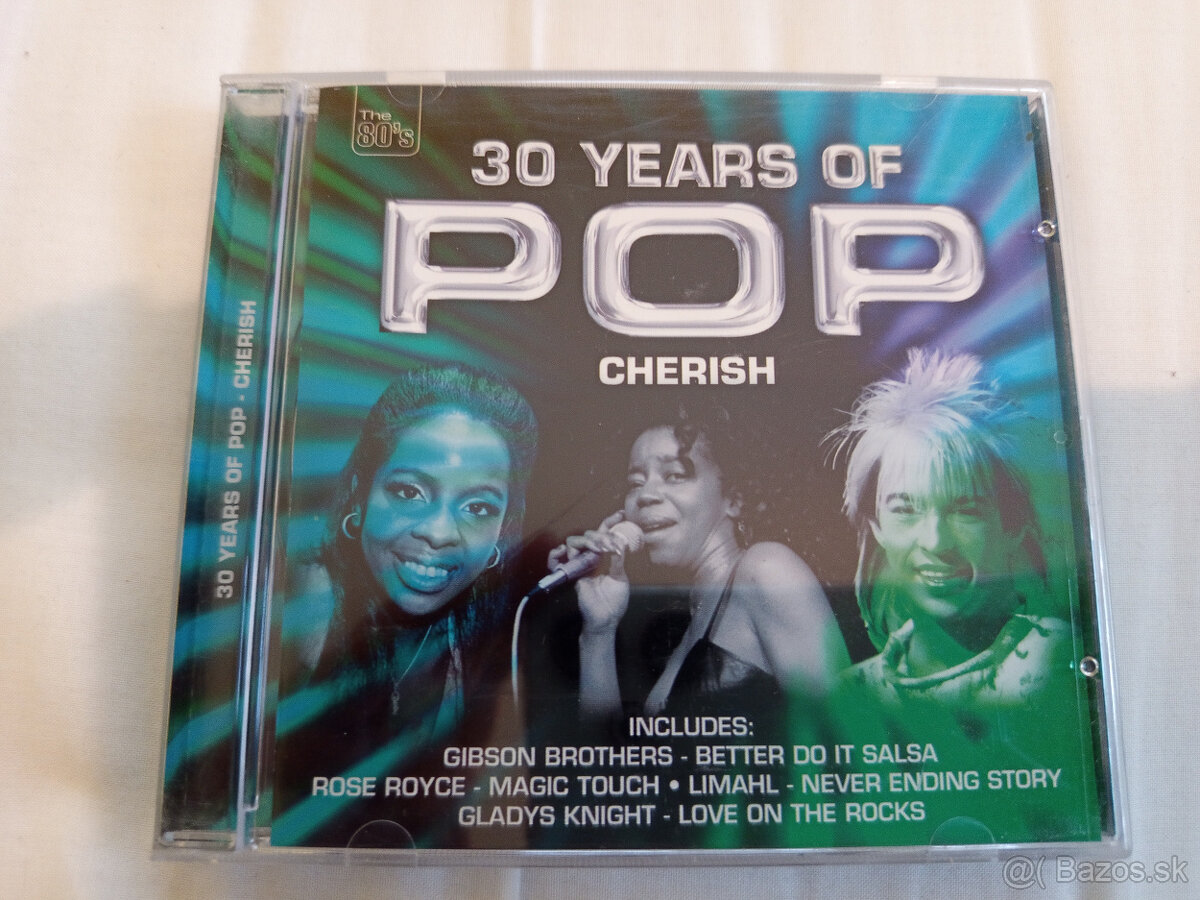 The
80's
30 YEARS OF
POP
CHERISH
30 YEARS OF POP - CHERISH
INCLUDES:
GIBSON BROTHERS - BETTER DO IT SALSA
ROSE ROYCE - MAGIC TOUCH • LIMAHL - NEVER ENDING STORY
GLADYS KNIGHT - LOVE ON THE ROCKS
@( Bazos.sk